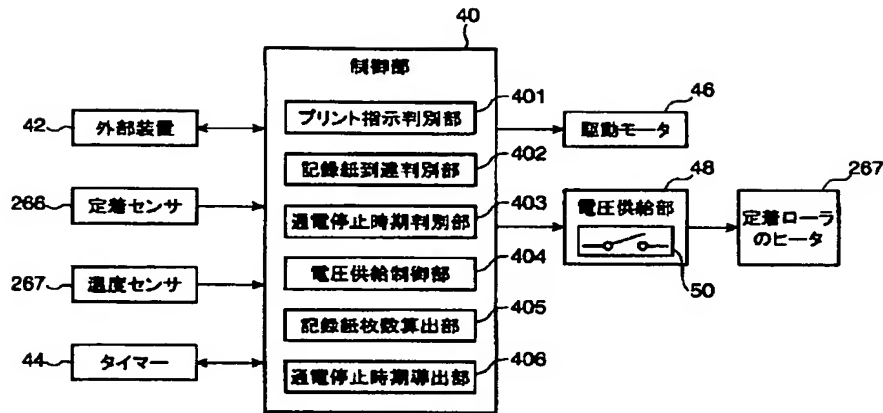 40
制御部
401
プリント指示判別部
402
記録紙到達判別部
403
通電停止時期判別部
404
電圧供給制御部
405
記録紙枚数算出部
406
通電停止時期導出部
42
外部装置
266
定着センサ
267
温度センサ
44
タイマー
46
駆動モータ
48
電圧供給部
50
267
定着ローラ
のヒータ